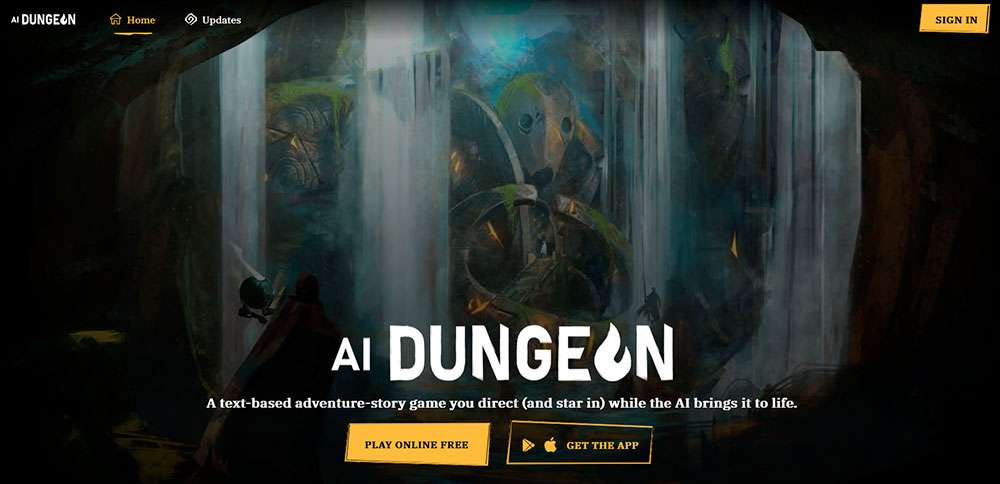 AI DUNGEON
Home
Updates
SIGN IN
AI DUNGEON
A text-based adventure-story game you direct (and star in) while the AI brings it to life.
PLAY ONLINE FREE
GET THE APP